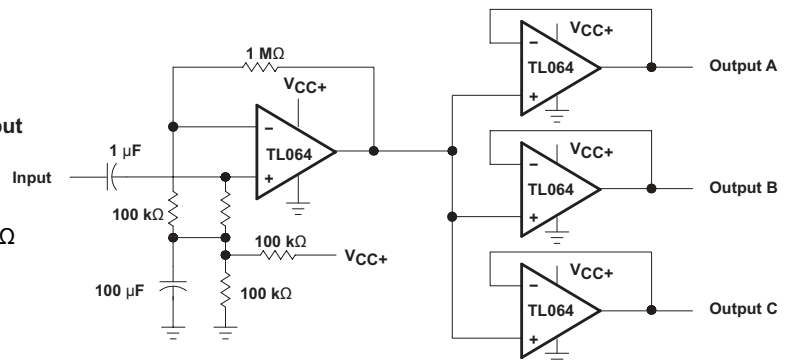 1 MΩ
VCC+
put
1 µF
Input
−
TL064
+
100 kΩ
Ω
100 kΩ
VCC+
100 µF
100 kΩ
VCC+
−
TL064
+
Output A
VCC+
−
TL064
+
Output B
VCC+
−
TL064
+
Output C